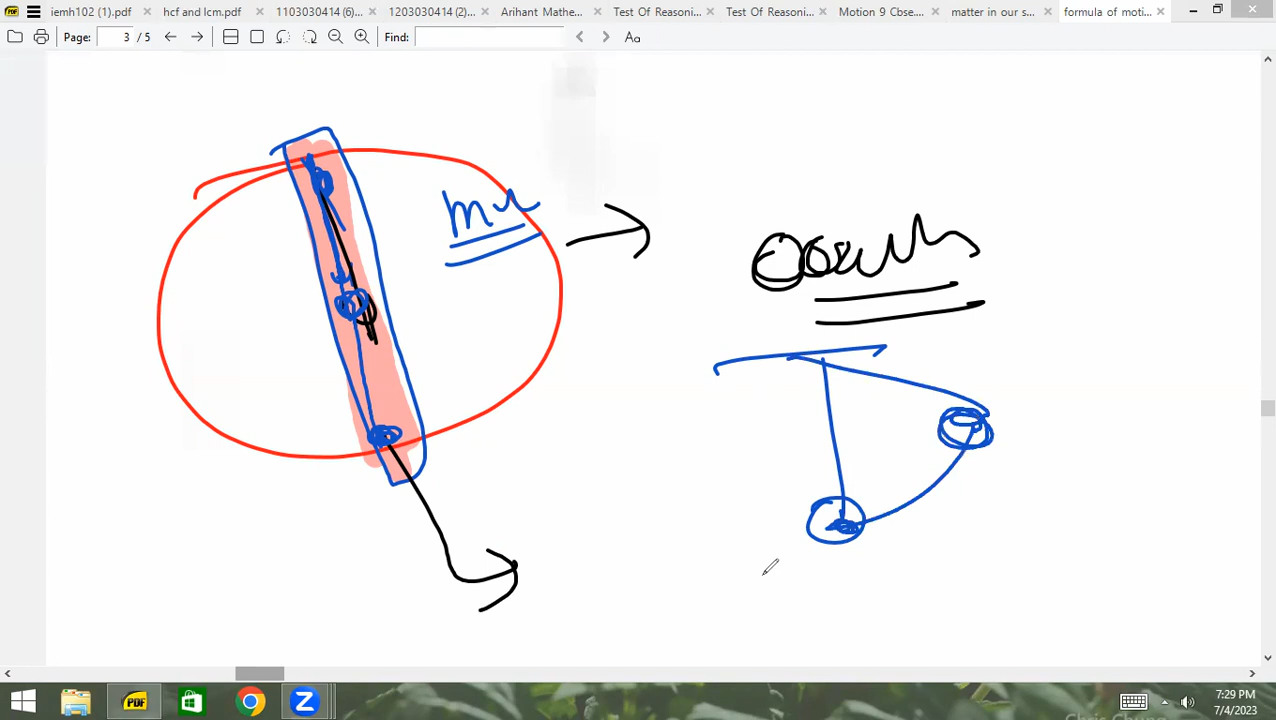 iemh102 (1).pdf
hcf and lcm.pdf
1103030414 (6)...
1203030414 (2)...
Arihant Mathe...
Test Of Reasoni...
Test Of Reasoni...
Motion 9 Cbse...
matter in our s...
formula of moti...
Page: 3 / 5
Find:
Aa
PDF
7:29 PM
7/4/2023